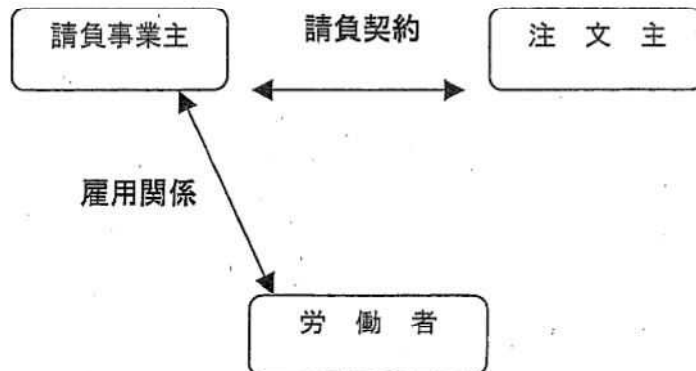 請負事業主
請負契約
注文主
雇用関係
労働者